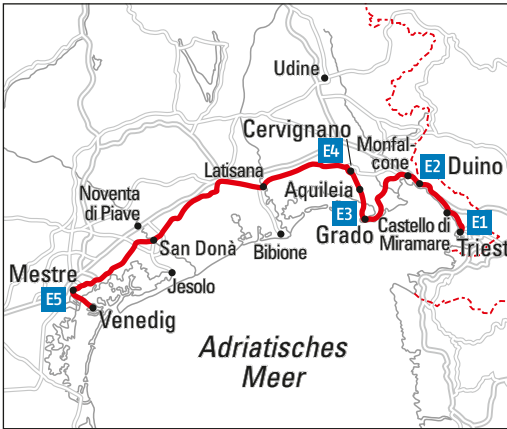 Udine
Cervignano
E4
Monfal-
cone
E2
Duino
Latisana
Aquileia
Noventa
di Piave
E3
Grado
Castello di
Miramare
E1
Triest
San Donà
Bibione
Mestre
Jesolo
E5
Venedig
Adriatisches
Meer